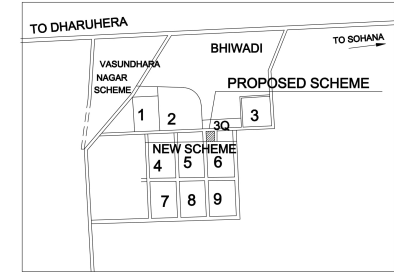 TO DHARUHERA
BHIWADI
TO SOHANA
VASUNDHARA
NAGAR
SCHEME
PROPOSED SCHEME
1
2
3Q
3
NEW SCHEME
4
5
6
7
8
9